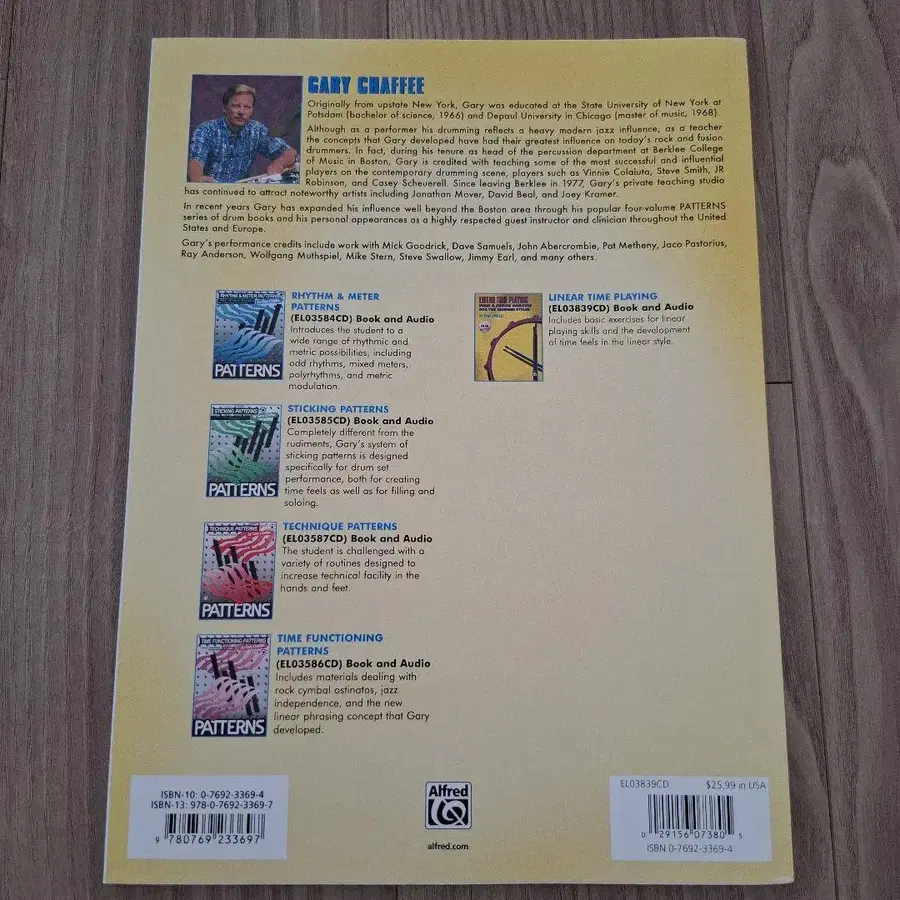 GARY CHAFFEE
Originally from upstate New York, Gary was educated at the State University of New York at
Potsdam (bachelor of science, 1966) and Depaul University in Chicago (master of music, 1968).
Although as a performer his drumming reflects a heavy modern jazz influence, as a teacher
the concepts that Gary developed have had their greatest influence on today's rock and fusion
drummers. In fact, during his tenure as head of the percussion department at Berklee College
of Music in Boston, Gary is credited with teaching some of the most successful and influential
players on the contemporary drumming scene, players such as Vinnie Colaiuta, Steve Smith, JR
Robinson, and Casey Scheuerell. Since leaving Berklee in 1977, Gary's private teaching studio
has continued to attract noteworthy artists including Jonathan Mover, David Beal, and Joey Kramer.
In recent years Gary has expanded his influence well beyond the Boston area through his popular four-volume PATTERNS
series of drum books and his personal appearances as a highly respected guest instructor and clinician throughout the United
States and Europe.
Gary's performance credits include work with Mick Goodrick, Dave Samuels, John Abercrombie, Pat Metheny, Jaco Pastorius,
Ray Anderson, Wolfgang Muthspiel, Mike Stern, Steve Swallow, Jimmy Earl, and many others.
RHYTHM & METER PATTERNS
PATTERNS
RHYTHM & METER
PATTERNS
(EL03584CD) Book and Audio
Introduces the student to a
wide range of rhythmic and
metric possibilities, including
odd rhythms, mixed meters,
polyrhythms, and metric
modulation.
STICKING PATTERNS
PATTERNS
STICKING PATTERNS
(EL03585CD) Book and Audio
Completely different from the
rudiments, Gary's system of
sticking patterns is designed
specifically for drum set
performance, both for creating
time feels as well as for filling and
soloing.
TECHNIQUE PATTERNS
PATTERNS
TECHNIQUE PATTERNS
(EL03587CD) Book and Audio
The student is challenged with a
variety of routines designed to
increase technical facility in the
hands and feet.
TIME FUNCTIONING PATTERNS
PATTERNS
TIME FUNCTIONING
PATTERNS
(EL03586CD) Book and Audio
Includes materials dealing with
rock cymbal ostinatos, jazz
independence, and the new
linear phrasing concept that Gary
developed.
LINEAR TIME PLAYING
LINEAR TIME PLAYING
(EL03839CD) Book and Audio
Includes basic exercises for linear
playing skills and the development
of time feels in the linear style.
ISBN-10: 0-7692-3369-4
ISBN-13: 978-0-7692-3369-7
9 780769 233697
Alfred
alfred.com
EL03839CD $25.99 in USA
0 29156 07380 5
ISBN 0-7692-3369-4